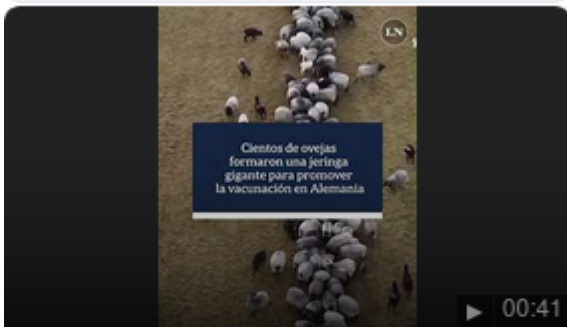 LN
Cientos de ovejas
formaron una jeringa
gigante para promover
la vacunación en Alemania
00:41